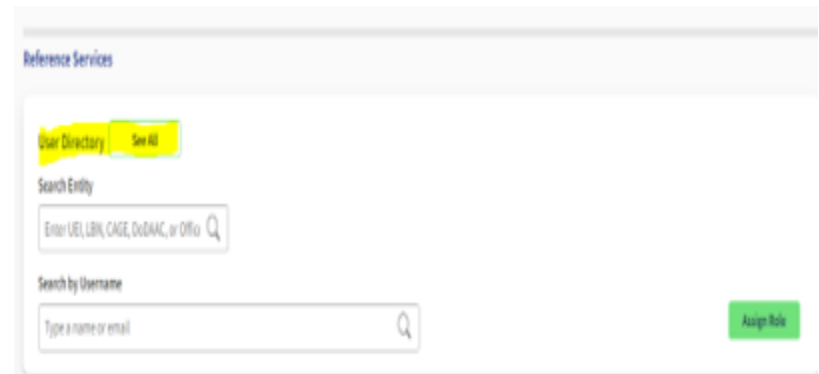 Reference Services
User Directory See All
Search Entity
Enter UEI, LBN, CAGE, DoDAAC, or Offic
Search by Username
Type a name or email
Assign Role